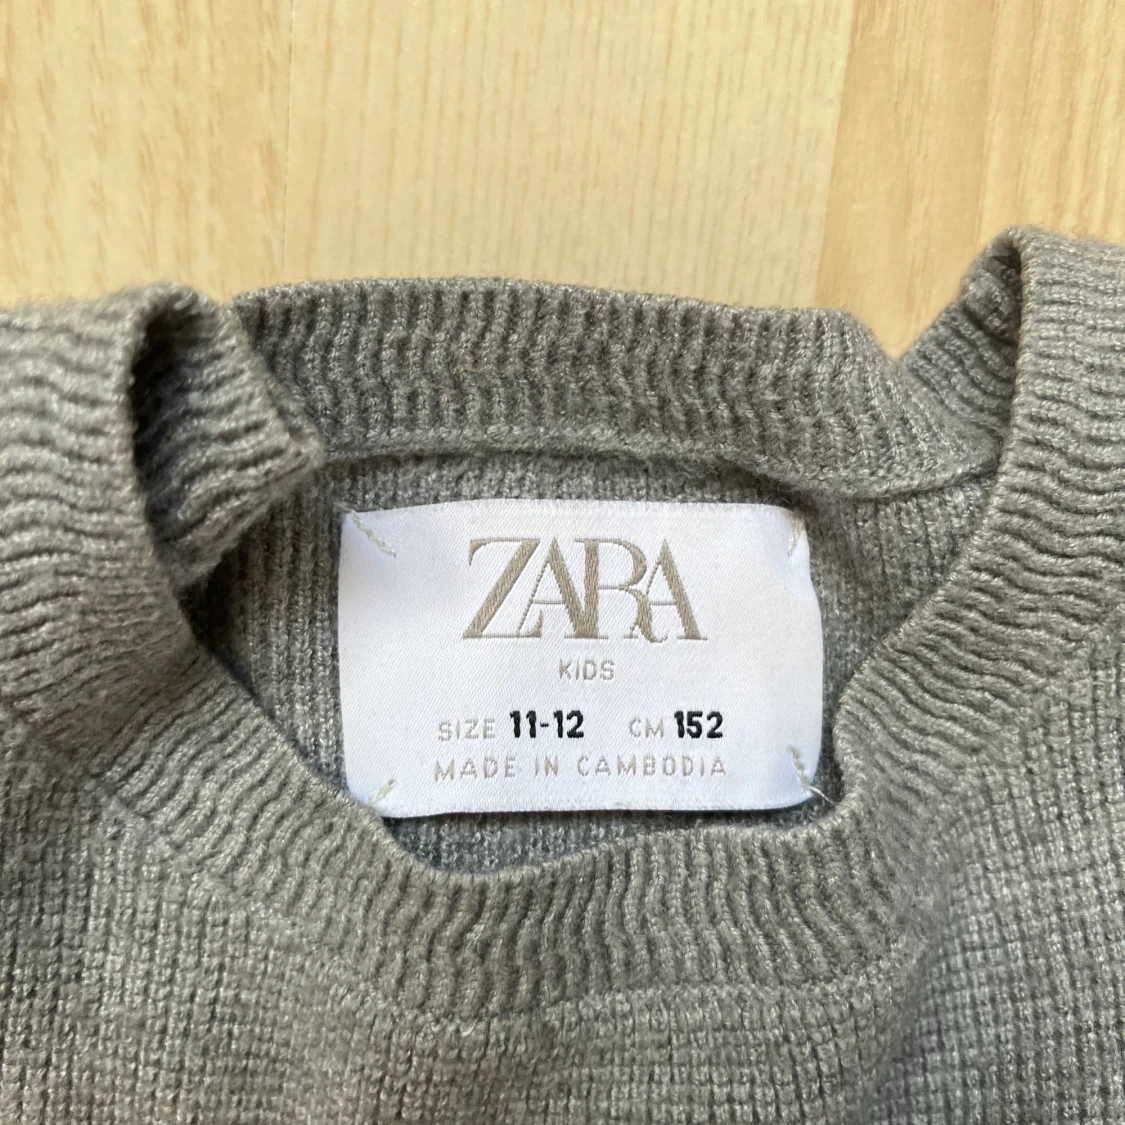 ZARA
KIDS
SIZE 11-12 CM 152
MADE IN CAMBODIA